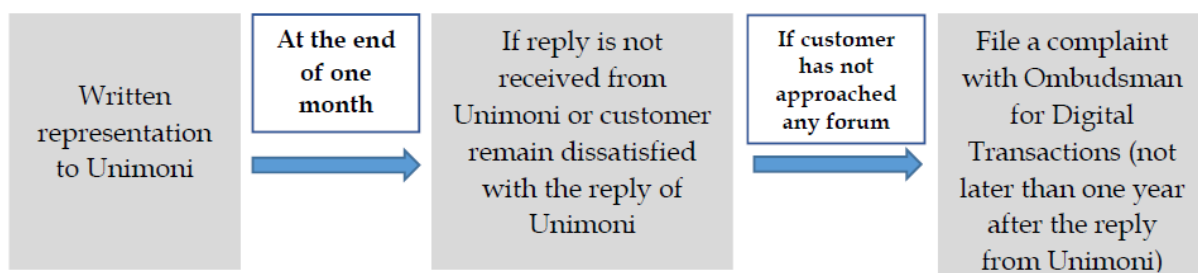 Written
representation
to Unimoni
At the end
of one
month
If reply is not
received from
Unimoni or customer
remain dissatisfied
with the reply of
Unimoni
If customer
has not
approached
any forum
File a complaint
with Ombudsman
for Digital
Transactions (not
later than one year
after the reply
from Unimoni)